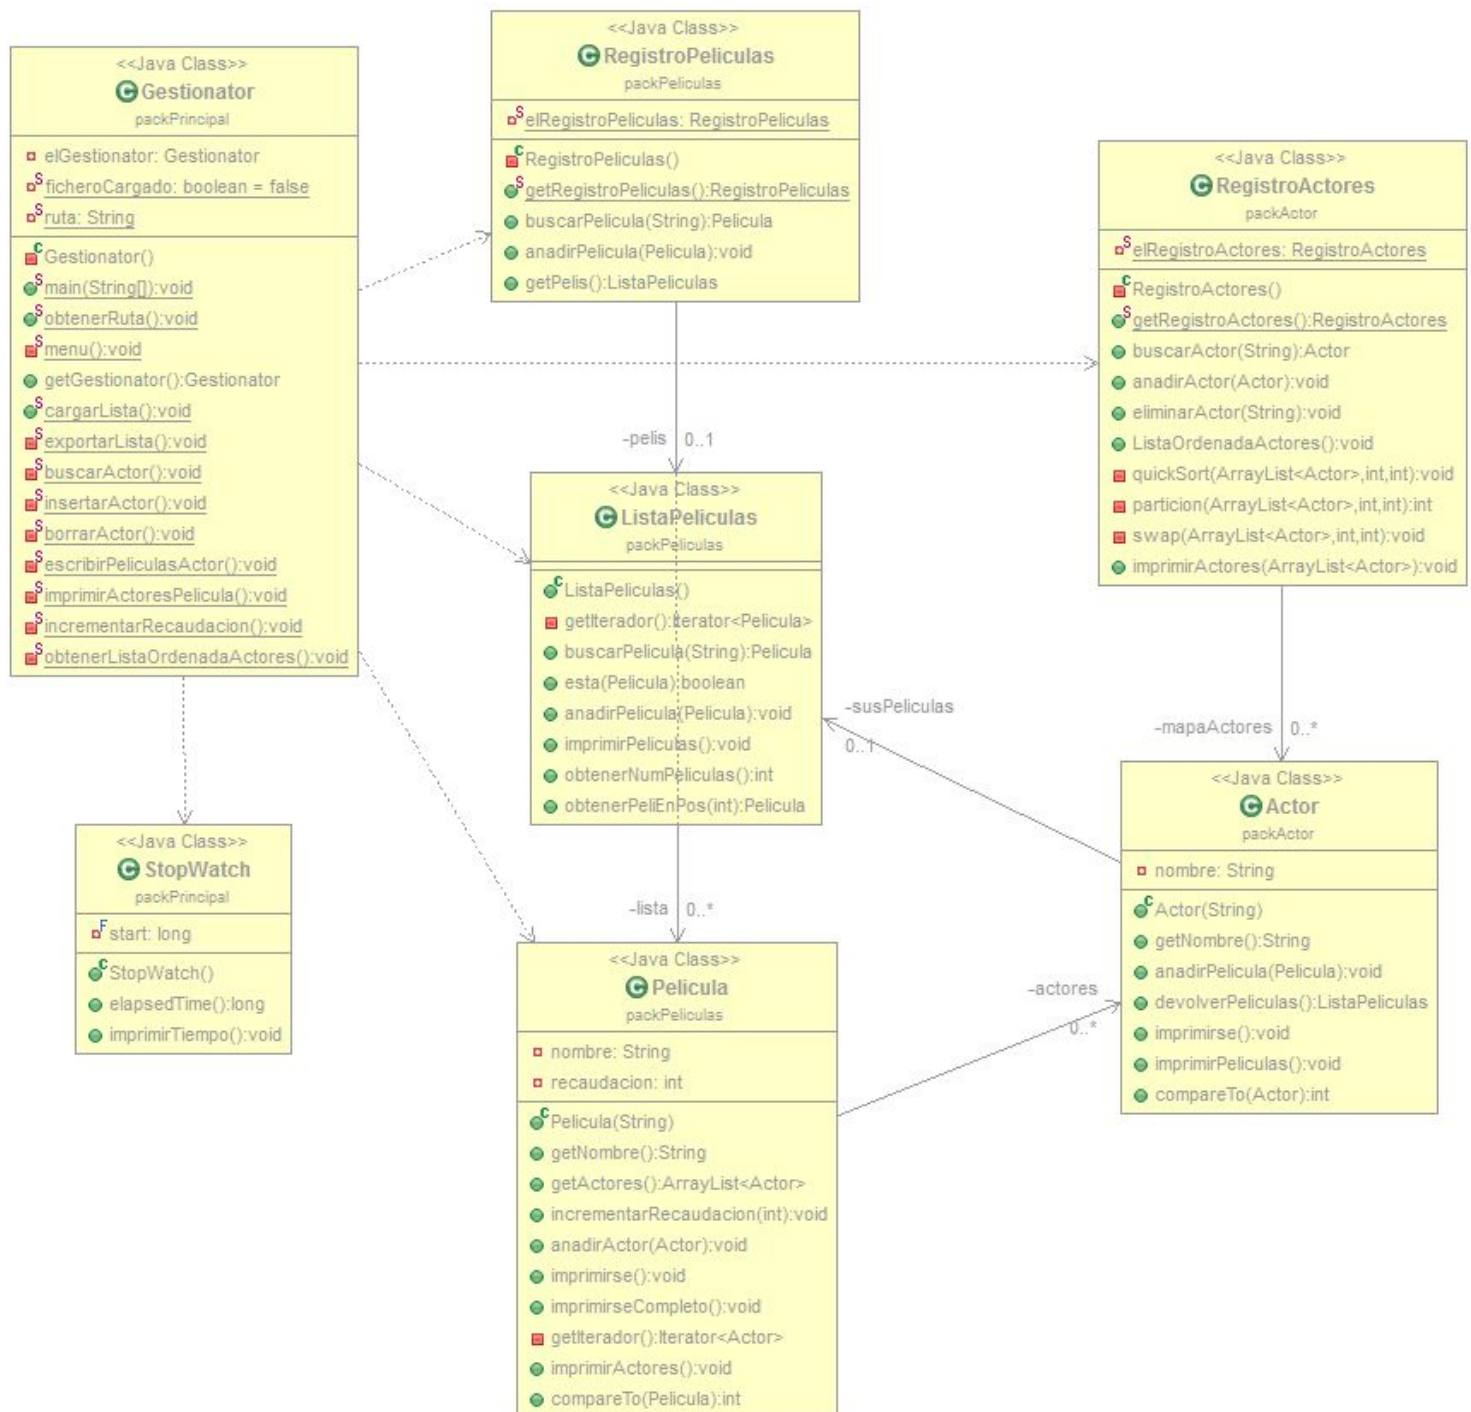 <<Java Class>>
Gestionator
packPrincipal
elGestionator: Gestionator
ficheroCargado: boolean = false
ruta: String
Gestionator()
main(String[]):void
obtenerRuta():void
menu():void
getGestionator():Gestionator
cargarLista():void
exportarLista():void
buscarActor():void
insertarActor():void
borrarActor():void
escribirPeliculasActor():void
imprimirActoresPelicula():void
incrementarRecaudacion():void
obtenerListaOrdenadaActores():void
<<Java Class>>
RegistroPeliculas
packPeliculas
elRegistroPeliculas: RegistroPeliculas
RegistroPeliculas()
getRegistroPeliculas():RegistroPeliculas
buscarPelicula(String):Pelicula
anadirPelicula(Pelicula):void
getPelis():ListaPeliculas
<<Java Class>>
RegistroActores
packActor
elRegistroActores: RegistroActores
RegistroActores()
getRegistroActores():RegistroActores
buscarActor(String):Actor
anadirActor(Actor):void
eliminarActor(String):void
ListaOrdenadaActores():void
quickSort(ArrayList<Actor>,int,int):void
particion(ArrayList<Actor>,int,int):int
swap(ArrayList<Actor>,int,int):void
imprimirActores(ArrayList<Actor>):void
-pelis 0..1
<<Java Class>>
ListaPeliculas
packPeliculas
ListaPeliculas()
getIterador():Iterator<Pelicula>
buscarPelicula(String):Pelicula
esta(Pelicula):boolean
anadirPelicula(Pelicula):void
imprimirPeliculas():void
obtenerNumPeliculas():int
obtenerPeliEnPos(int):Pelicula
-susPeliculas
0..1
-mapaActores 0..*
<<Java Class>>
Actor
packActor
nombre: String
Actor(String)
getNombre():String
anadirPelicula(Pelicula):void
devolverPeliculas():ListaPeliculas
imprimirse():void
imprimirPeliculas():void
compareTo(Actor):int
<<Java Class>>
StopWatch
packPrincipal
start: long
StopWatch()
elapsedTime():long
imprimirTiempo():void
-lista 0..*
<<Java Class>>
Pelicula
packPeliculas
nombre: String
recaudacion: int
Pelicula(String)
getNombre():String
getActores():ArrayList<Actor>
incrementarRecaudacion(int):void
anadirActor(Actor):void
imprimirse():void
imprimirseCompleto():void
getIterador():Iterator<Actor>
imprimirActores():void
compareTo(Pelicula):int
-actores
0..*